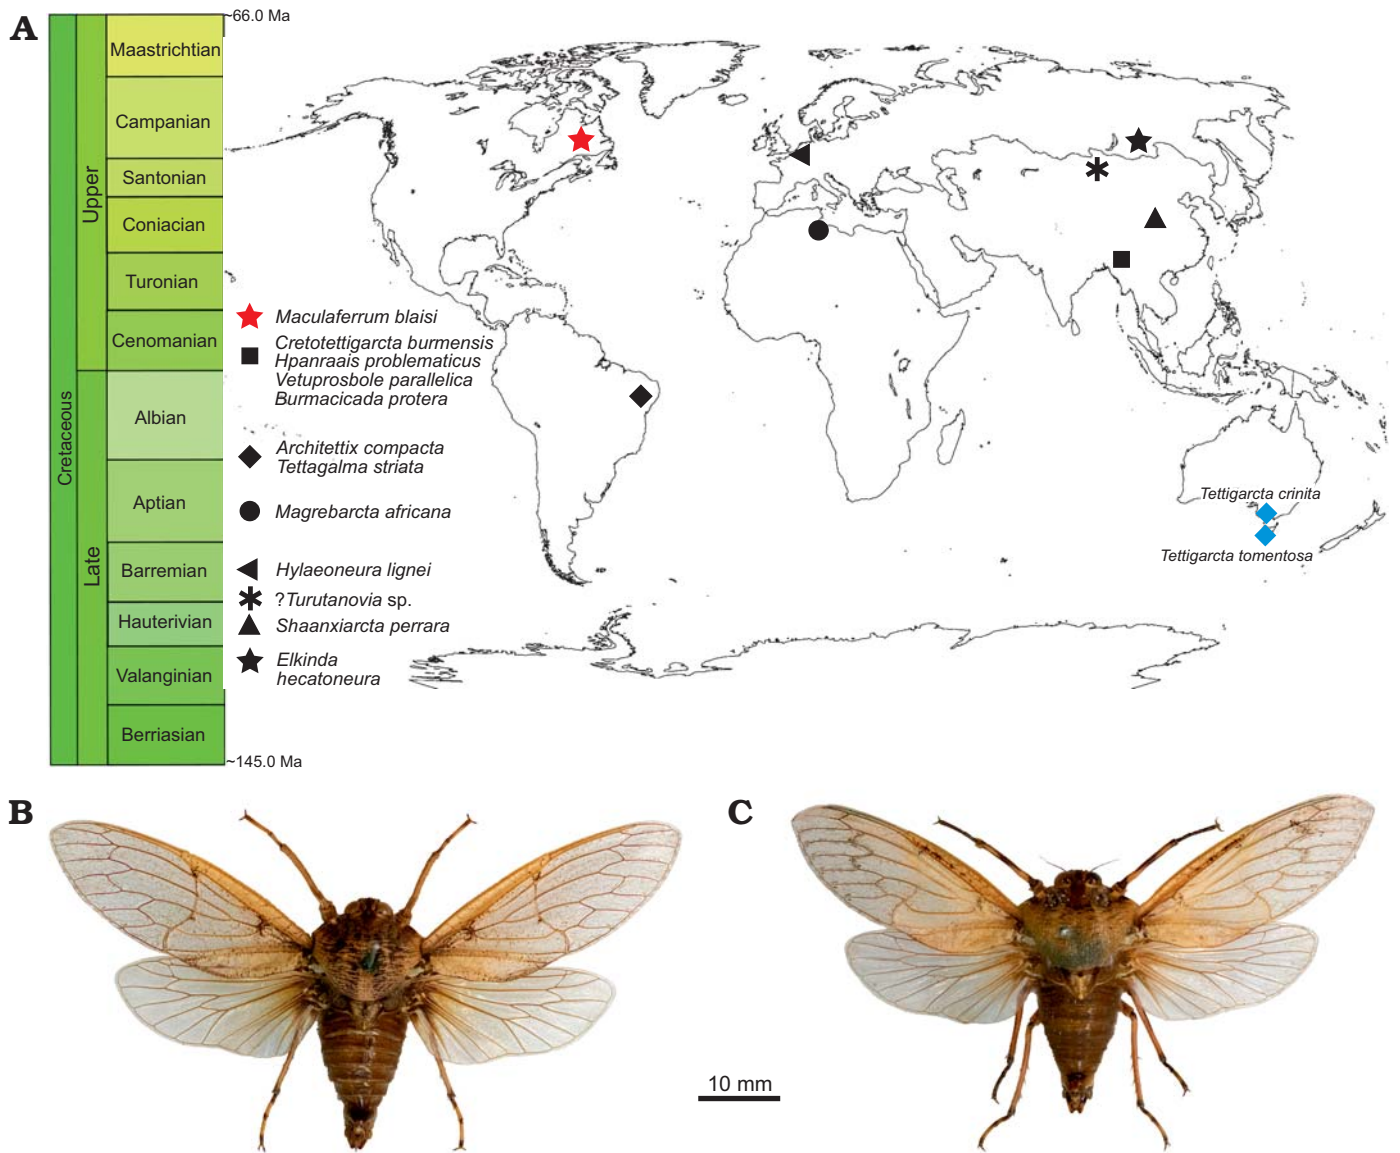 A
~66.0 Ma
Cretaceous
Upper
Late
Maastrichtian
Campanian
Santonian
Coniacian
Turonian
Cenomanian
Albian
Aptian
Barremian
Hauterivian
Valanginian
Berriasian
~145.0 Ma
Maculaferrum blaisi
Cretotettigarcta burmensis
Hpanraais problematicus
Vetuprosbole parallelica
Burmacicada protera
Architettix compacta
Tettagalma striata
Magrebarcta africana
Hylaeoneura lignei
?Turutanovia sp.
Shaanxiarcta perrara
Elkinda
hecatoneura
Tettigarcta crinita
Tettigarcta tomentosa
B
C
10 mm